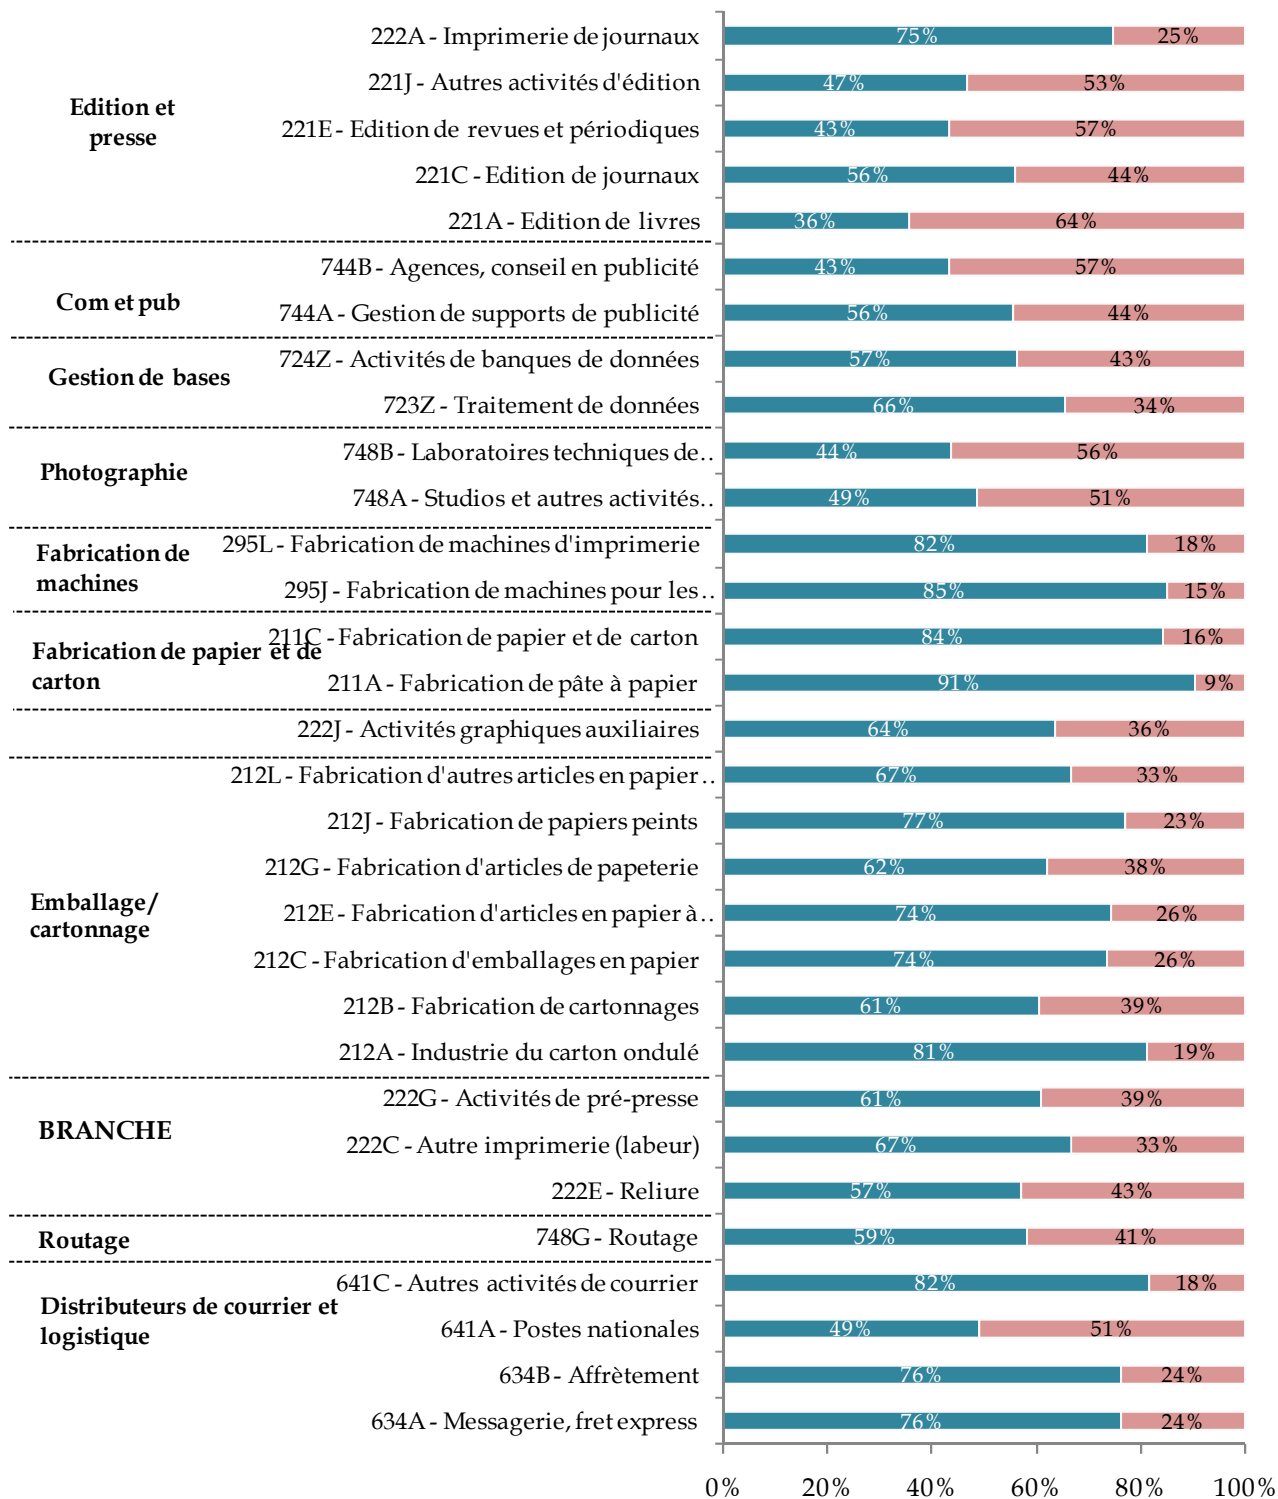 222A - Imprimerie de journaux 75% 25%
221J - Autres activités d'édition 47% 53%
Edition et
presse
221E - Edition de revues et périodiques 43% 57%
221C - Edition de journaux 56% 44%
221A - Edition de livres 36% 64%
744B - Agences, conseil en publicité 43% 57%
Com et pub
744A - Gestion de supports de publicité 56% 44%
724Z - Activités de banques de données 57% 43%
Gestion de bases
723Z - Traitement de données 66% 34%
748B - Laboratoires techniques de.. 44% 56%
Photographie
748A - Studios et autres activités.. 49% 51%
295L - Fabrication de machines d'imprimerie 82% 18%
Fabrication de
machines
295J - Fabrication de machines pour les.. 85% 15%
211C - Fabrication de papier et de carton 84% 16%
Fabrication de papier et de
carton
211A - Fabrication de pâte à papier 91% 9%
222J - Activités graphiques auxiliaires 64% 36%
212L - Fabrication d'autres articles en papier.. 67% 33%
212J - Fabrication de papiers peints 77% 23%
212G - Fabrication d'articles de papeterie 62% 38%
Emballage/
cartonnage
212E - Fabrication d'articles en papier à.. 74% 26%
212C - Fabrication d'emballages en papier 74% 26%
212B - Fabrication de cartonnages 61% 39%
212A - Industrie du carton ondulé 81% 19%
222G - Activités de pré-presse 61% 39%
BRANCHE
222C - Autre imprimerie (labeur) 67% 33%
222E - Reliure 57% 43%
Routage
748G - Routage 59% 41%
641C - Autres activités de courrier 82% 18%
Distributeurs de courrier et
logistique
641A - Postes nationales 49% 51%
634B - Affrètement 76% 24%
634A - Messagerie, fret express 76% 24%
0% 20% 40% 60% 80% 100%